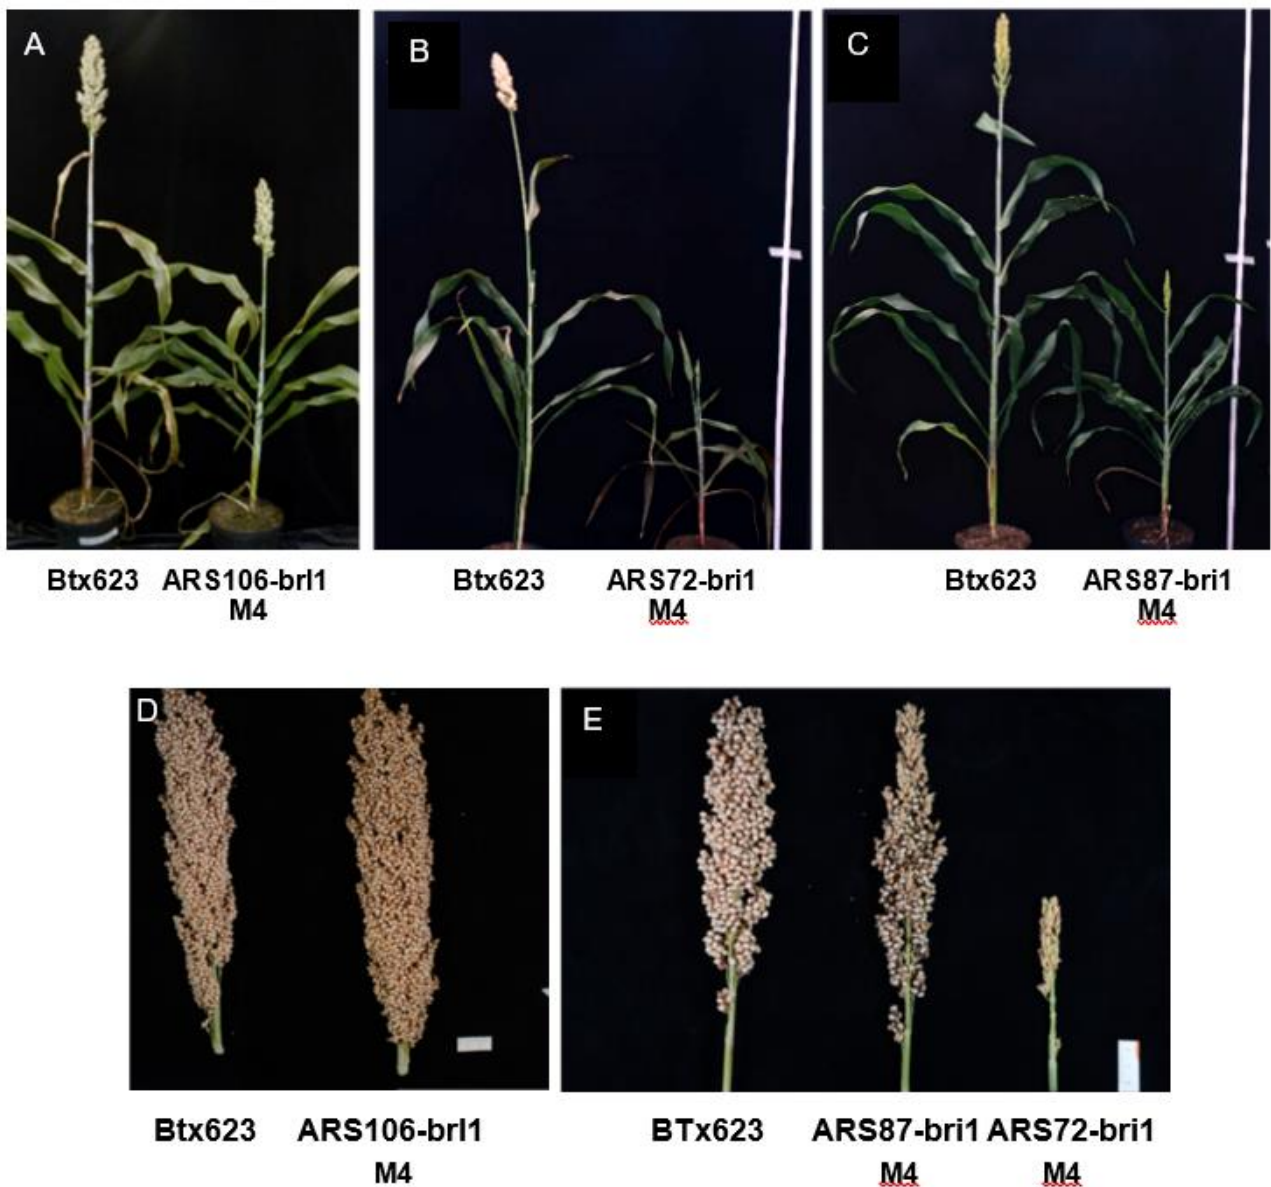 A
B
C
Btx623 ARS106-brl1
M4
Btx623 ARS72-bri1
M4
Btx623 ARS87-bri1
M4
D
E
Btx623 ARS106-brl1
M4
BTx623 ARS87-bri1 ARS72-bri1
M4 M4